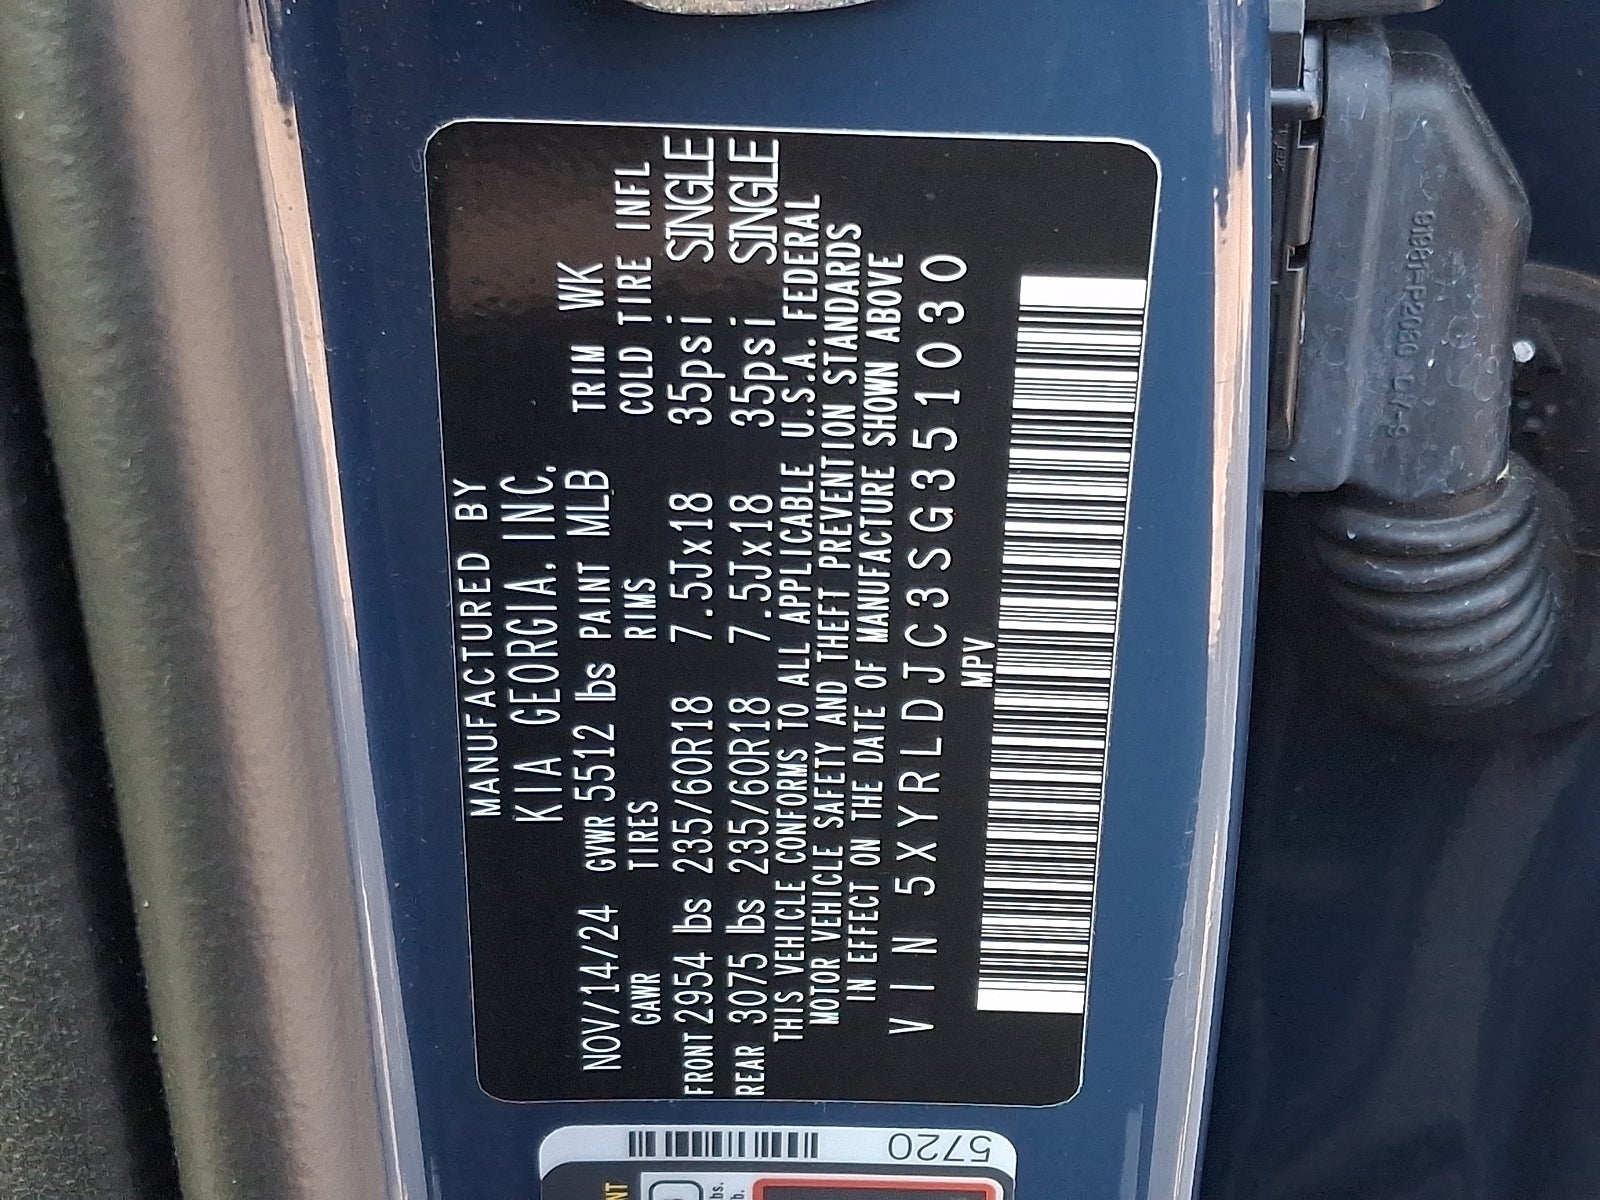 MANUFACTURED BY
KIA GEORGIA. INC.
NOV/14/24 GVWR 5512 lbs PAINT MLB TRIM WK
GAWR TIRES RIMS COLD TIRE INFL
FRONT 2954 lbs 235/60R18 7.5Jx18 35psi SINGLE
REAR 3075 lbs 235/60R18 7.5Jx18 35psi SINGLE
THIS VEHICLE CONFORMS TO ALL APPLICABLE U.S.A. FEDERAL
MOTOR VEHICLE SAFETY AND THEFT PREVENTION STANDARDS
IN EFFECT ON THE DATE OF MANUFACTURE SHOWN ABOVE
VIN 5XYRLDJC3SG351030
MPV
5720